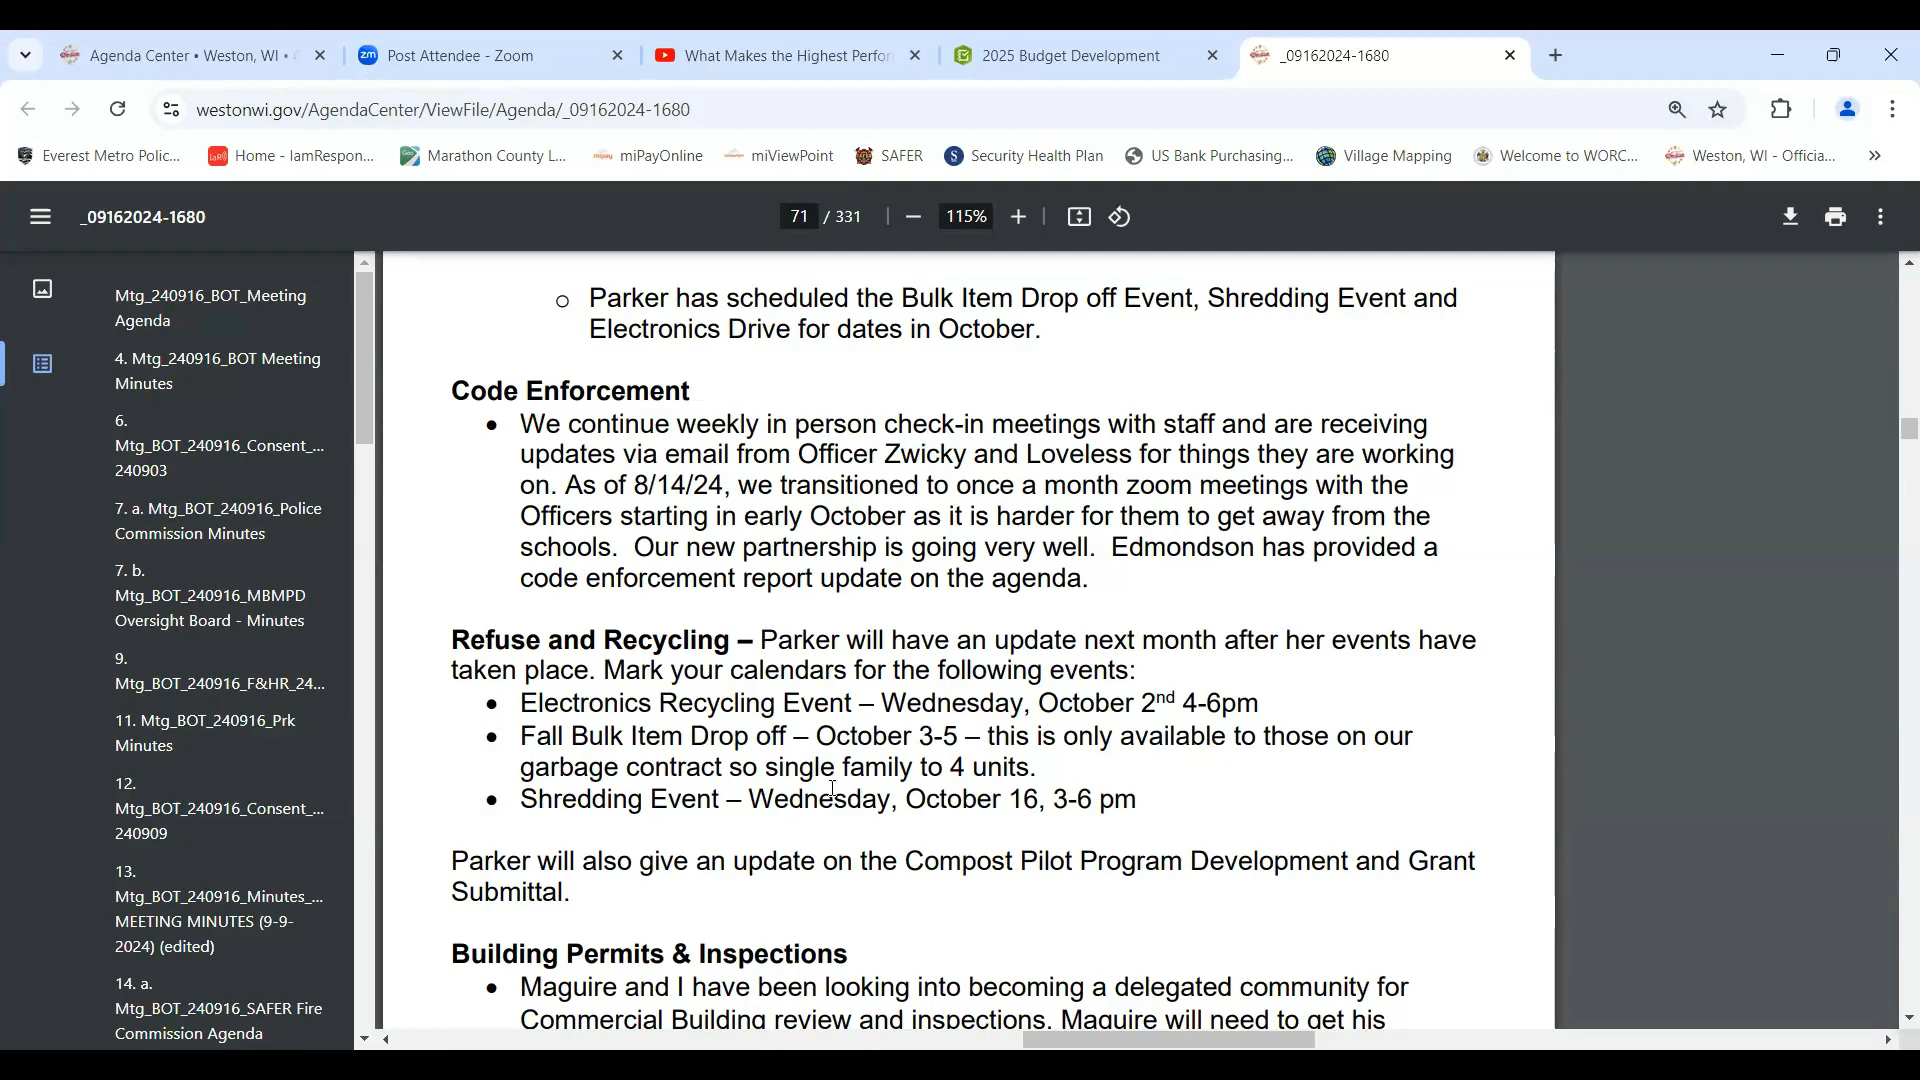 Agenda Center • Weston, WI •
Post Attendee - Zoom
What Makes the Highest Perfor
2025 Budget Development
_09162024-1680
westonwi.gov/AgendaCenter/ViewFile/Agenda/_09162024-1680
Everest Metro Polic...
Home - IamRespon...
Marathon County L...
miPayOnline
miViewPoint
SAFER
Security Health Plan
US Bank Purchasing...
Village Mapping
Welcome to WORC...
Weston, WI - Officia...
_09162024-1680
71 / 331
115%
Mtg_240916_BOT_Meeting
Agenda
4. Mtg_240916_BOT Meeting
Minutes
6.
Mtg_BOT_240916_Consent_...
240903
7. a. Mtg_BOT_240916_Police
Commission Minutes
7. b.
Mtg_BOT_240916_MBMPD
Oversight Board - Minutes
9.
Mtg_BOT_240916_F&HR_24...
11. Mtg_BOT_240916_Prk
Minutes
12.
Mtg_BOT_240916_Consent_...
240909
13.
Mtg_BOT_240916_Minutes_...
MEETING MINUTES (9-9-
2024) (edited)
14. a.
Mtg_BOT_240916_SAFER Fire
Commission Agenda
o Parker has scheduled the Bulk Item Drop off Event, Shredding Event and
Electronics Drive for dates in October.
Code Enforcement
• We continue weekly in person check-in meetings with staff and are receiving
updates via email from Officer Zwicky and Loveless for things they are working
on. As of 8/14/24, we transitioned to once a month zoom meetings with the
Officers starting in early October as it is harder for them to get away from the
schools. Our new partnership is going very well. Edmondson has provided a
code enforcement report update on the agenda.
Refuse and Recycling – Parker will have an update next month after her events have
taken place. Mark your calendars for the following events:
• Electronics Recycling Event – Wednesday, October 2nd 4-6pm
• Fall Bulk Item Drop off – October 3-5 – this is only available to those on our
garbage contract so single family to 4 units.
• Shredding Event – Wednesday, October 16, 3-6 pm
Parker will also give an update on the Compost Pilot Program Development and Grant
Submittal.
Building Permits & Inspections
• Maguire and I have been looking into becoming a delegated community for
Commercial Building review and inspections. Maguire will need to get his